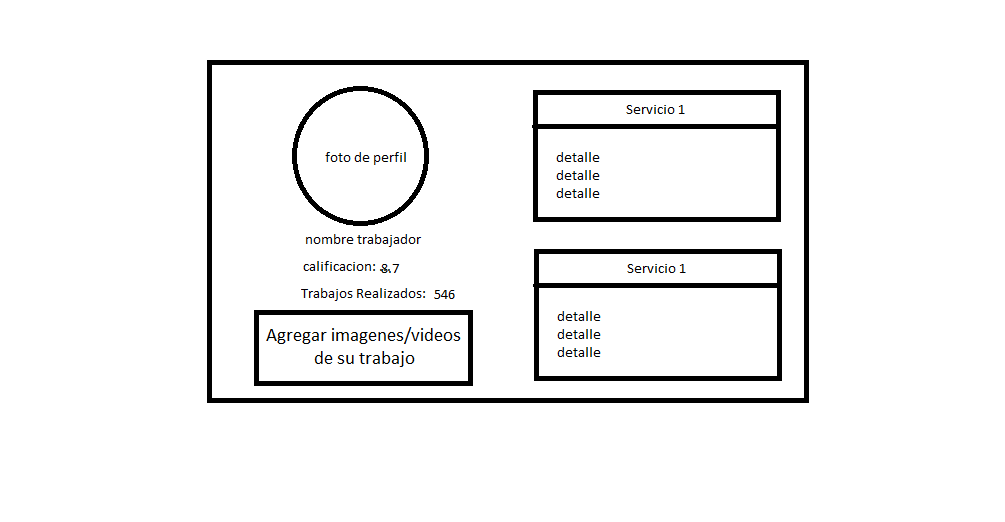 foto de perfil
nombre trabajador
calificacion: 8.7
Trabajos Realizados: 546
Agregar imagenes/videos
de su trabajo
Servicio 1
detalle
detalle
detalle
Servicio 1
detalle
detalle
detalle